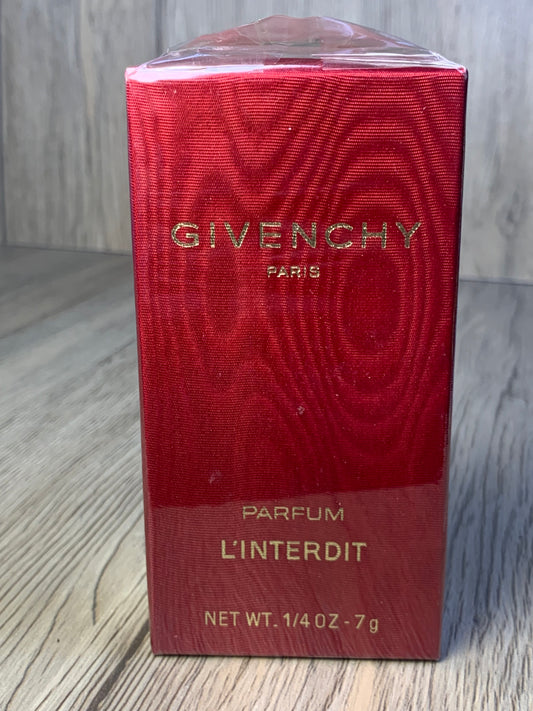 GIVENCHY
PARIS
PARFUM
L'INTERDIT
NET WT. 1/4 OZ - 7g